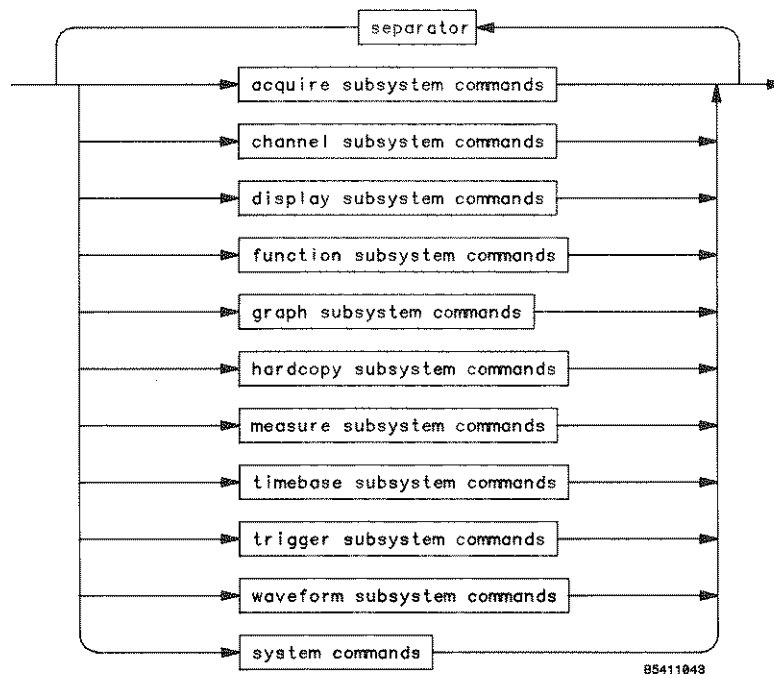 separator
acquire subsystem commands
channel subsystem commands
display subsystem commands
function subsystem commands
graph subsystem commands
hardcopy subsystem commands
measure subsystem commands
timebase subsystem commands
trigger subsystem commands
waveform subsystem commands
system commands
85411043